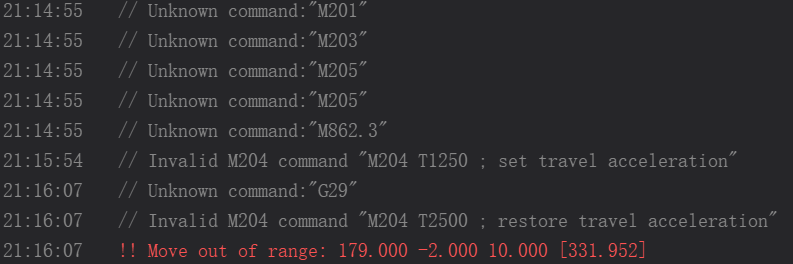 21:14:55 // Unknown command:"M201"
21:14:55 // Unknown command:"M203"
21:14:55 // Unknown command:"M205"
21:14:55 // Unknown command:"M205"
21:14:55 // Unknown command:"M862.3"
21:15:54 // Invalid M204 command "M204 T1250 ; set travel acceleration"
21:16:07 // Unknown command:"G29"
21:16:07 // Invalid M204 command "M204 T2500 ; restore travel acceleration"
21:16:07 !! Move out of range: 179.000 -2.000 10.000 [331.952]